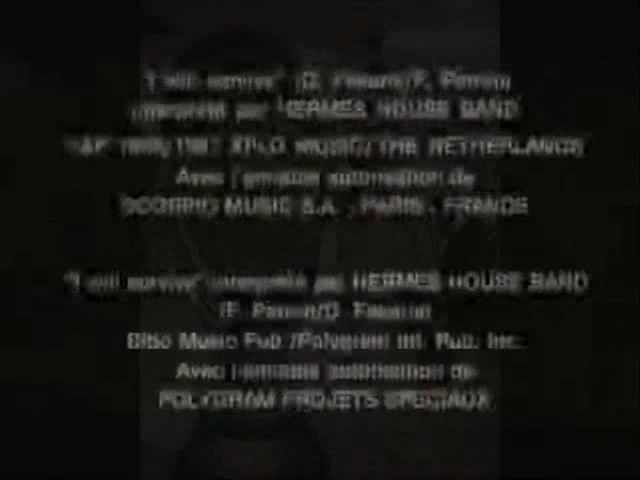 "I will survive" (D. Fekaris/F. Perren)
interprété par HERMES HOUSE BAND
XPLO MUSIC/THE NETHERLANDS
Avec l'aimable autorisation de
SCORPIO MUSIC S.A., PARIS - FRANCE
"I will survive" interprété par HERMES HOUSE BAND
(F. Perren/D. Fekaris)
Music Pub./Polygram Int. Pub. Inc.
Avec l'aimable autorisation de
POLYGRAM PROJETS SPECIAUX